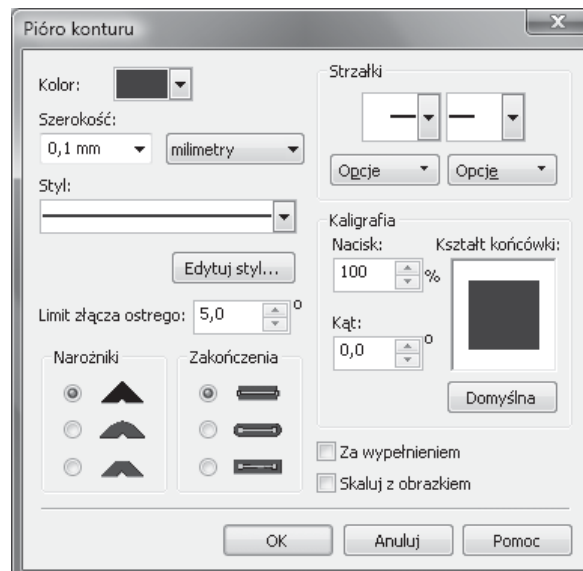 Pióro konturu
Kolor:
Szerokość:
0,1 mm
milimetry
Styl:
Edytuj styl...
Limit złącza ostrego:
5,0
o
Narożniki
Zakończenia
Strzałki
Opcje
Opcje
Kaligrafia
Nacisk:
Kształt końcówki:
100
%
Kąt:
0,0
o
Domyślna
Za wypełnieniem
Skaluj z obrazkiem
OK
Anuluj
Pomoc